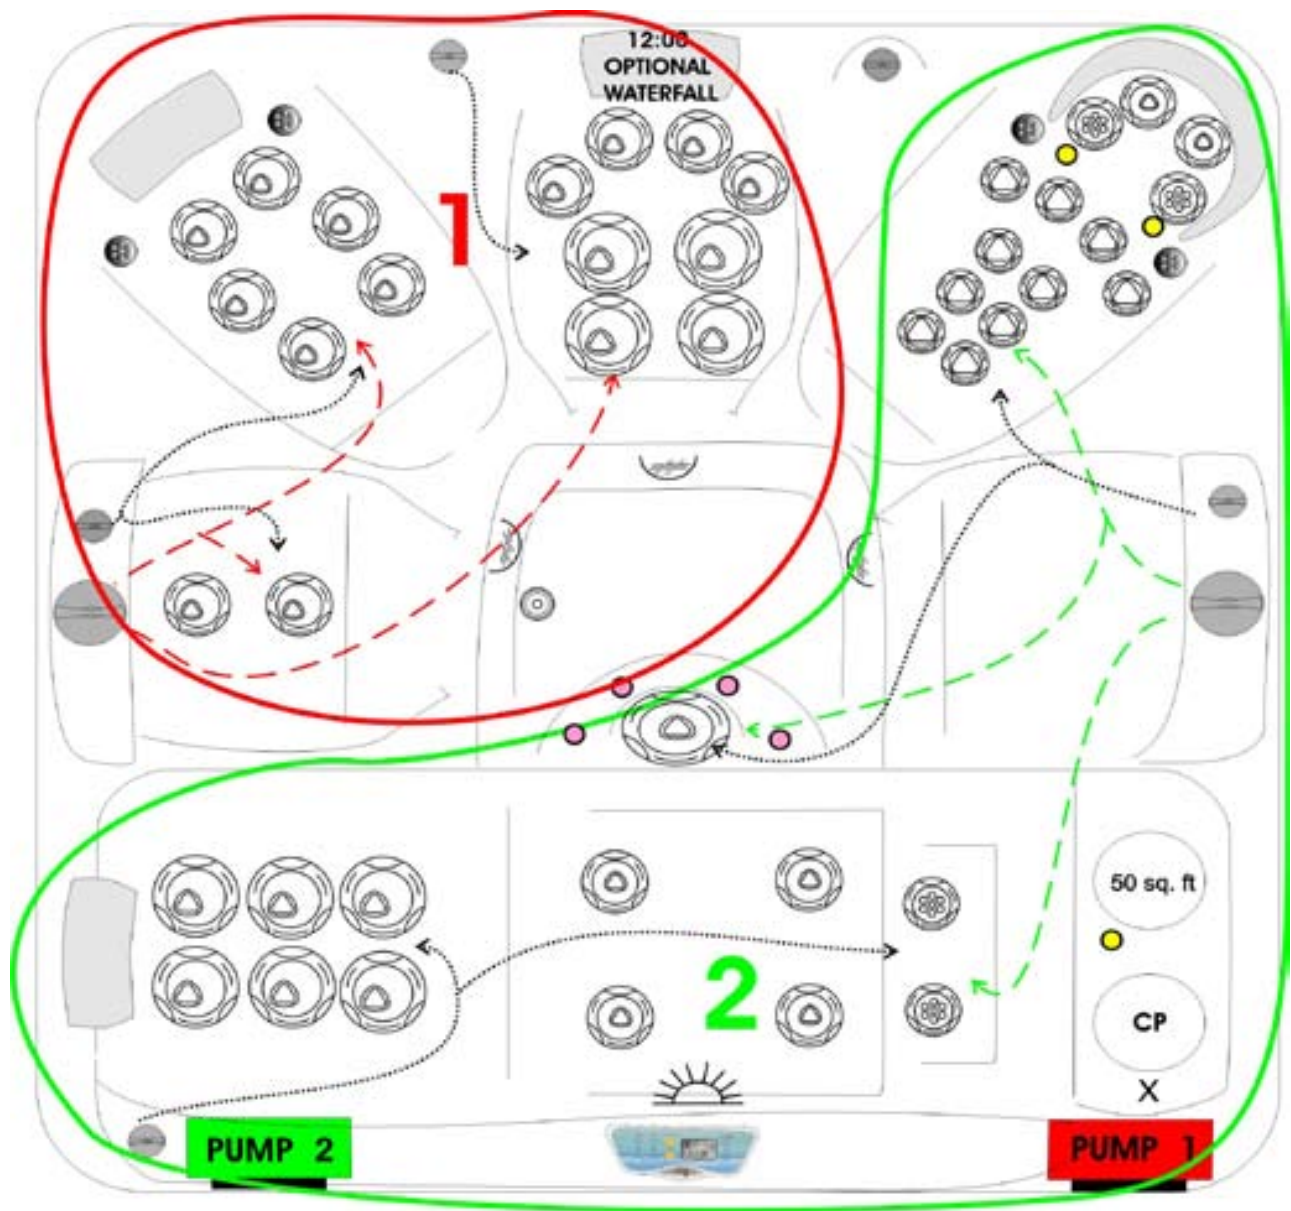 12:00
OPTIONAL
WATERFALL
1
50 sq. ft
2
CP
X
PUMP 2
PUMP 1